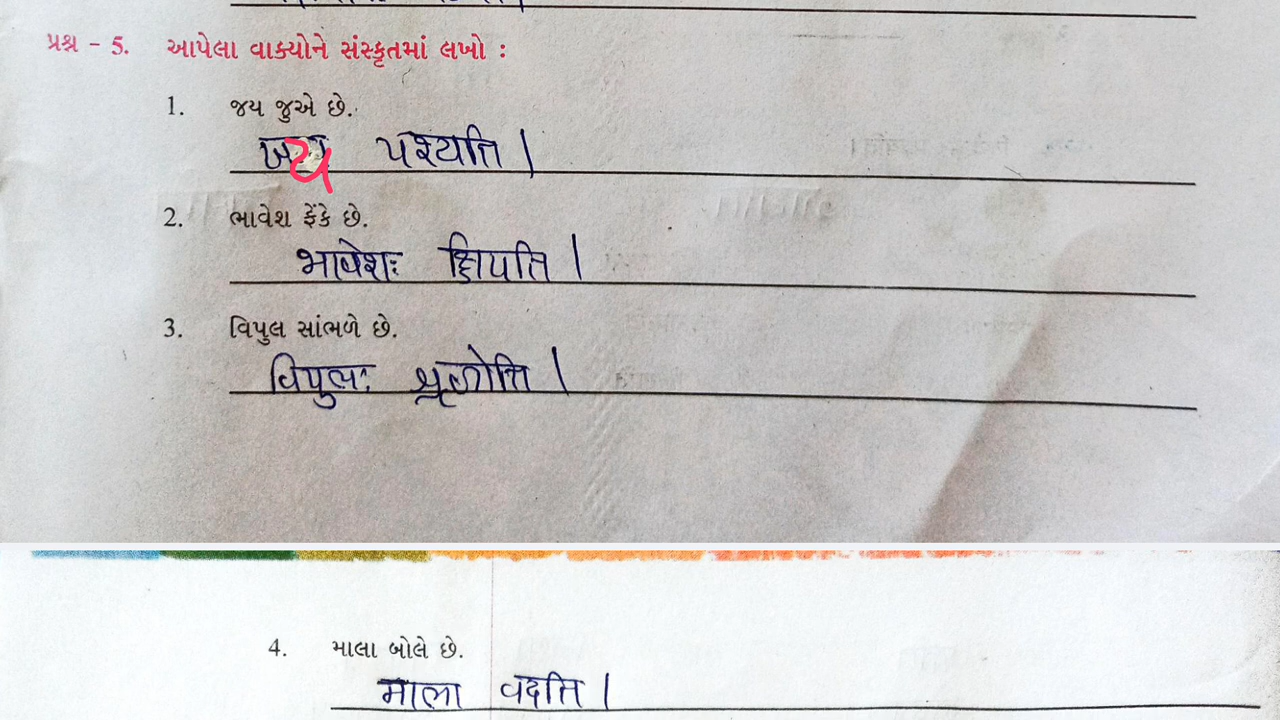 પ્રશ્ન - 5. આપેલા વાક્યોને સંસ્કૃતમાં લખો :
1. જય જુએ છે.
जय पश्यति।
2. ભાવેશ ફેંકે છે.
भावेशः क्षिपति।
3. વિપુલ સાંભળે છે.
विपुलः श्रृणोति।
4. માલા બોલે છે.
माला वदति।